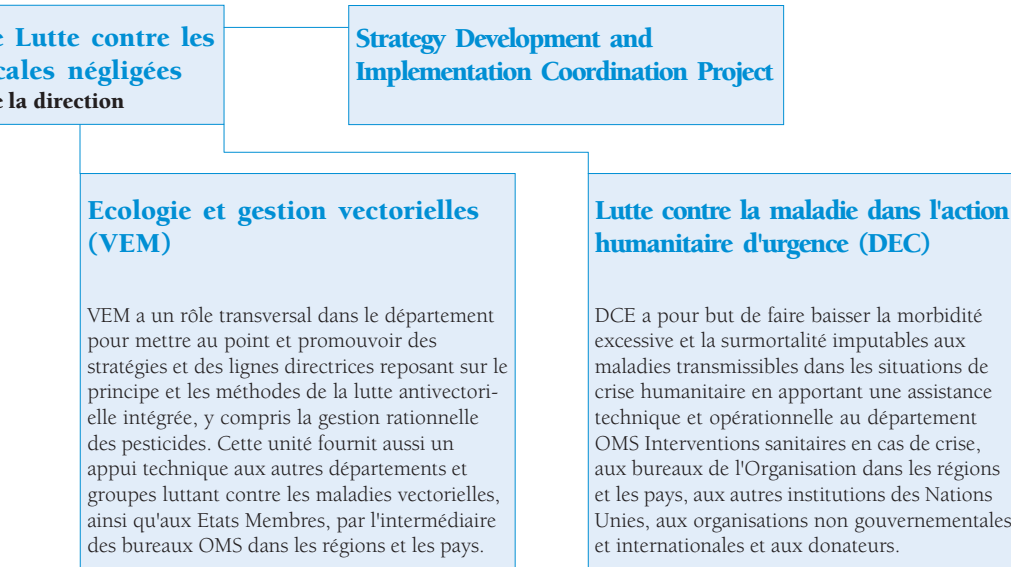 e Lutte contre les
cales négligées
e la direction
Strategy Development and
Implementation Coordination Project
Ecologie et gestion vectorielles
(VEM)
VEM a un rôle transversal dans le département
pour mettre au point et promouvoir des
stratégies et des lignes directrices reposant sur le
principe et les méthodes de la lutte antivectori-
elle intégrée, y compris la gestion rationnelle
des pesticides. Cette unité fournit aussi un
appui technique aux autres départements et
groupes luttant contre les maladies vectorielles,
ainsi qu'aux Etats Membres, par l'intermédiaire
des bureaux OMS dans les régions et les pays.
Lutte contre la maladie dans l'action
humanitaire d'urgence (DEC)
DCE a pour but de faire baisser la morbidité
excessive et la surmortalité imputables aux
maladies transmissibles dans les situations de
crise humanitaire en apportant une assistance
technique et opérationnelle au département
OMS Interventions sanitaires en cas de crise,
aux bureaux de l'Organisation dans les régions
et les pays, aux autres institutions des Nations
Unies, aux organisations non gouvernementales
et internationales et aux donateurs.